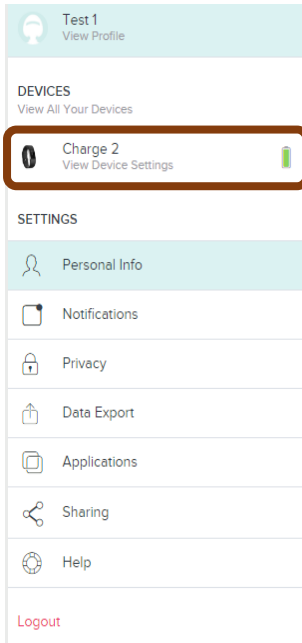 Test 1
View Profile
DEVICES
View All Your Devices
Charge 2
View Device Settings
SETTINGS
Personal Info
Notifications
Privacy
Data Export
Applications
Sharing
Help
Logout